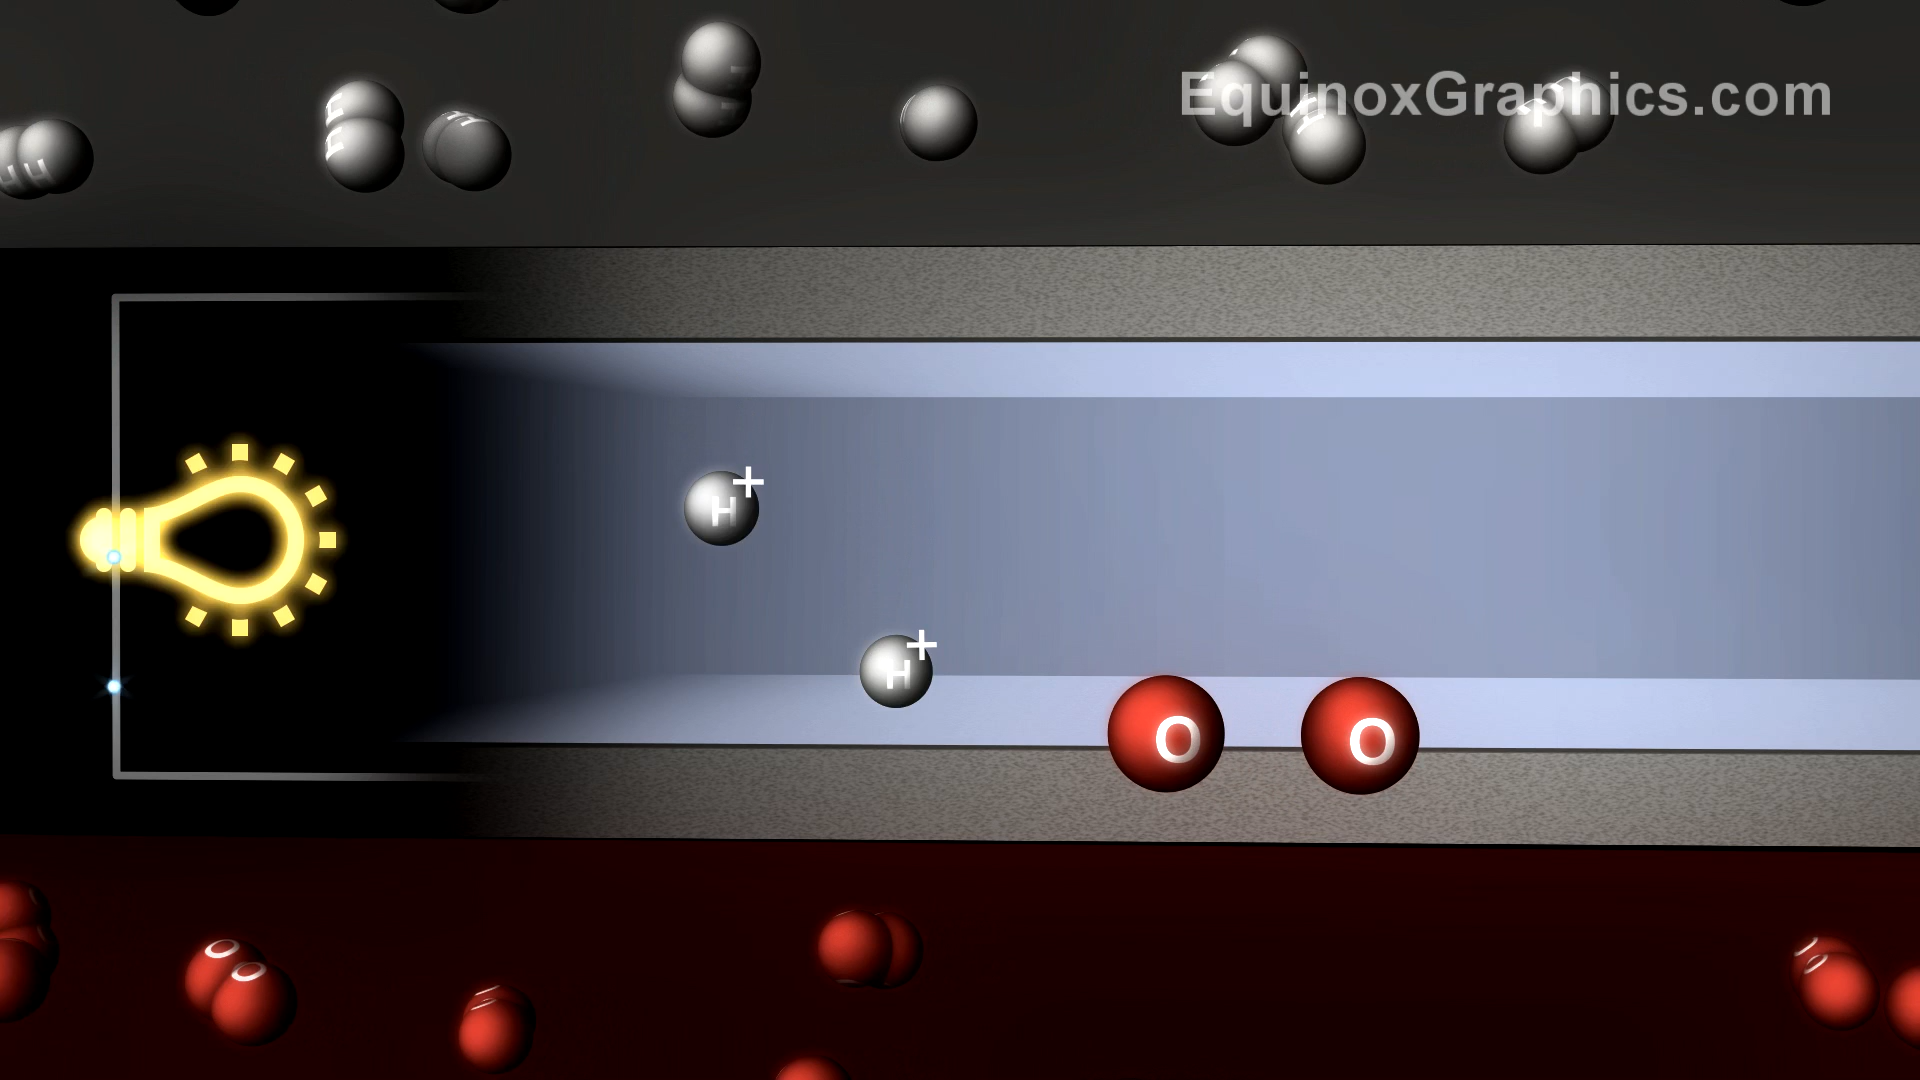 EquinoxGraphics.com
H H
H+
H+
O O
O O